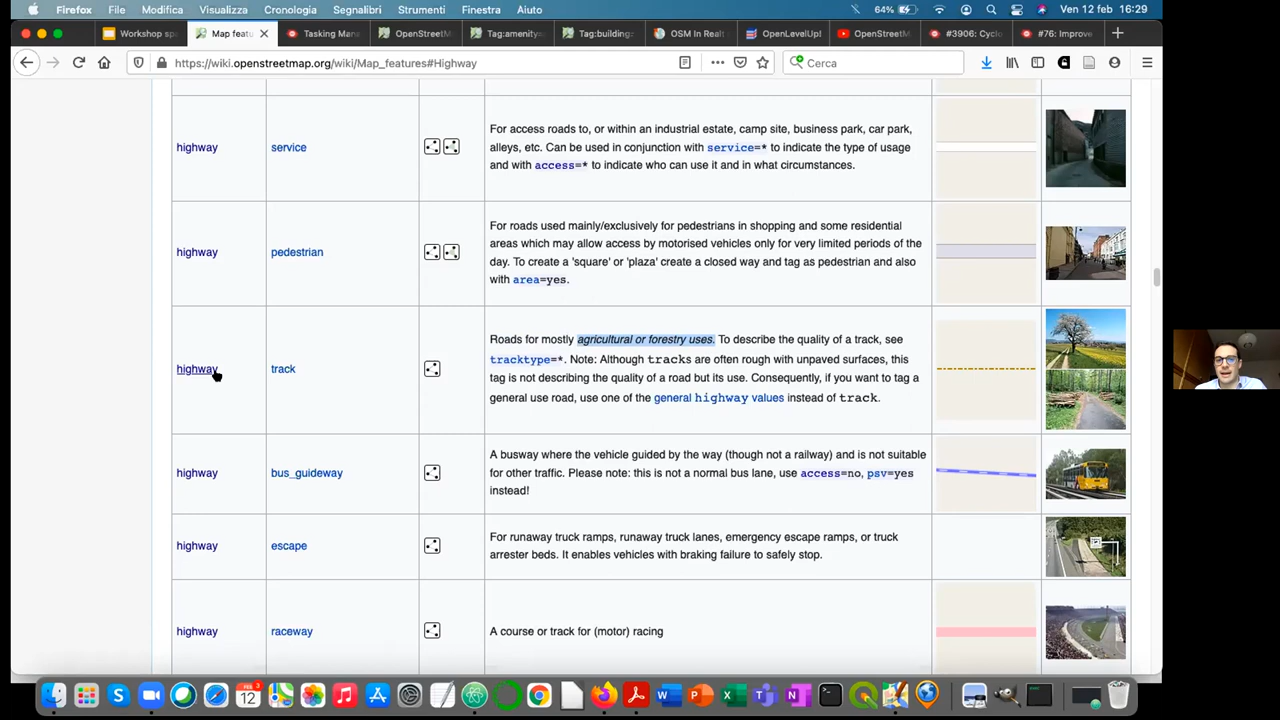 Firefox File Modifica Visualizza Cronologia Segnalibri Strumenti Finestra Aiuto 64% Ven 12 feb 16:29
Workshop sp Map featu Tasking Man OpenStreetM Tag:amenity= Tag:building= OSM In Realt OpenLevelUp! OpenStreetM #3906: Cyclo #76: Improve
https://wiki.openstreetmap.org/wiki/Map_features#Highway Cerca
highway service
For access roads to, or within an industrial estate, camp site, business park, car park,
alleys, etc. Can be used in conjunction with service=* to indicate the type of usage
and with access=* to indicate who can use it and in what circumstances.
highway pedestrian
For roads used mainly/exclusively for pedestrians in shopping and some residential
areas which may allow access by motorised vehicles only for very limited periods of the
day. To create a 'square' or 'plaza' create a closed way and tag as pedestrian and also
with area=yes.
highway track
Roads for mostly agricultural or forestry uses. To describe the quality of a track, see
tracktype=*. Note: Although tracks are often rough with unpaved surfaces, this
tag is not describing the quality of a road but its use. Consequently, if you want to tag a
general use road, use one of the general highway values instead of track.
highway bus_guideway
A busway where the vehicle guided by the way (though not a railway) and is not suitable
for other traffic. Please note: this is not a normal bus lane, use access=no, psv=yes
instead!
highway escape
For runaway truck ramps, runaway truck lanes, emergency escape ramps, or truck
arrester beds. It enables vehicles with braking failure to safely stop.
highway raceway
A course or track for (motor) racing
FEB
12